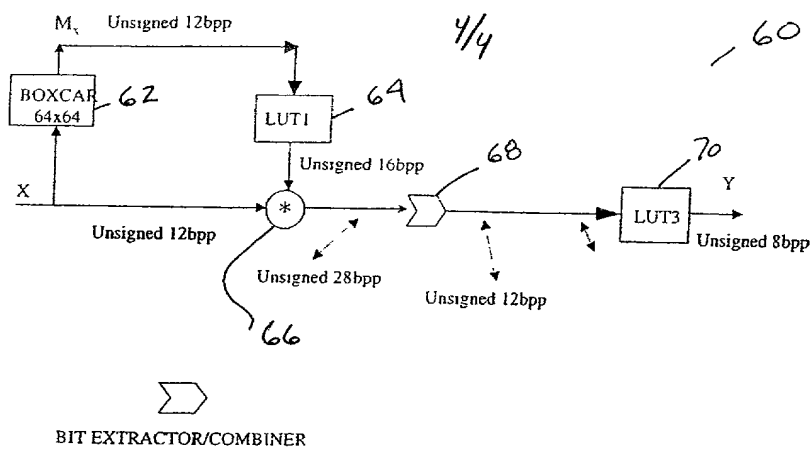 Mx Unsigned 12bpp
4/4
60
BOXCAR
64x64
62
LUT1
64
Unsigned 16bpp
68
70
X
*
LUT3
Y
Unsigned 12bpp
Unsigned 8bpp
Unsigned 28bpp
Unsigned 12bpp
66
BIT EXTRACTOR/COMBINER